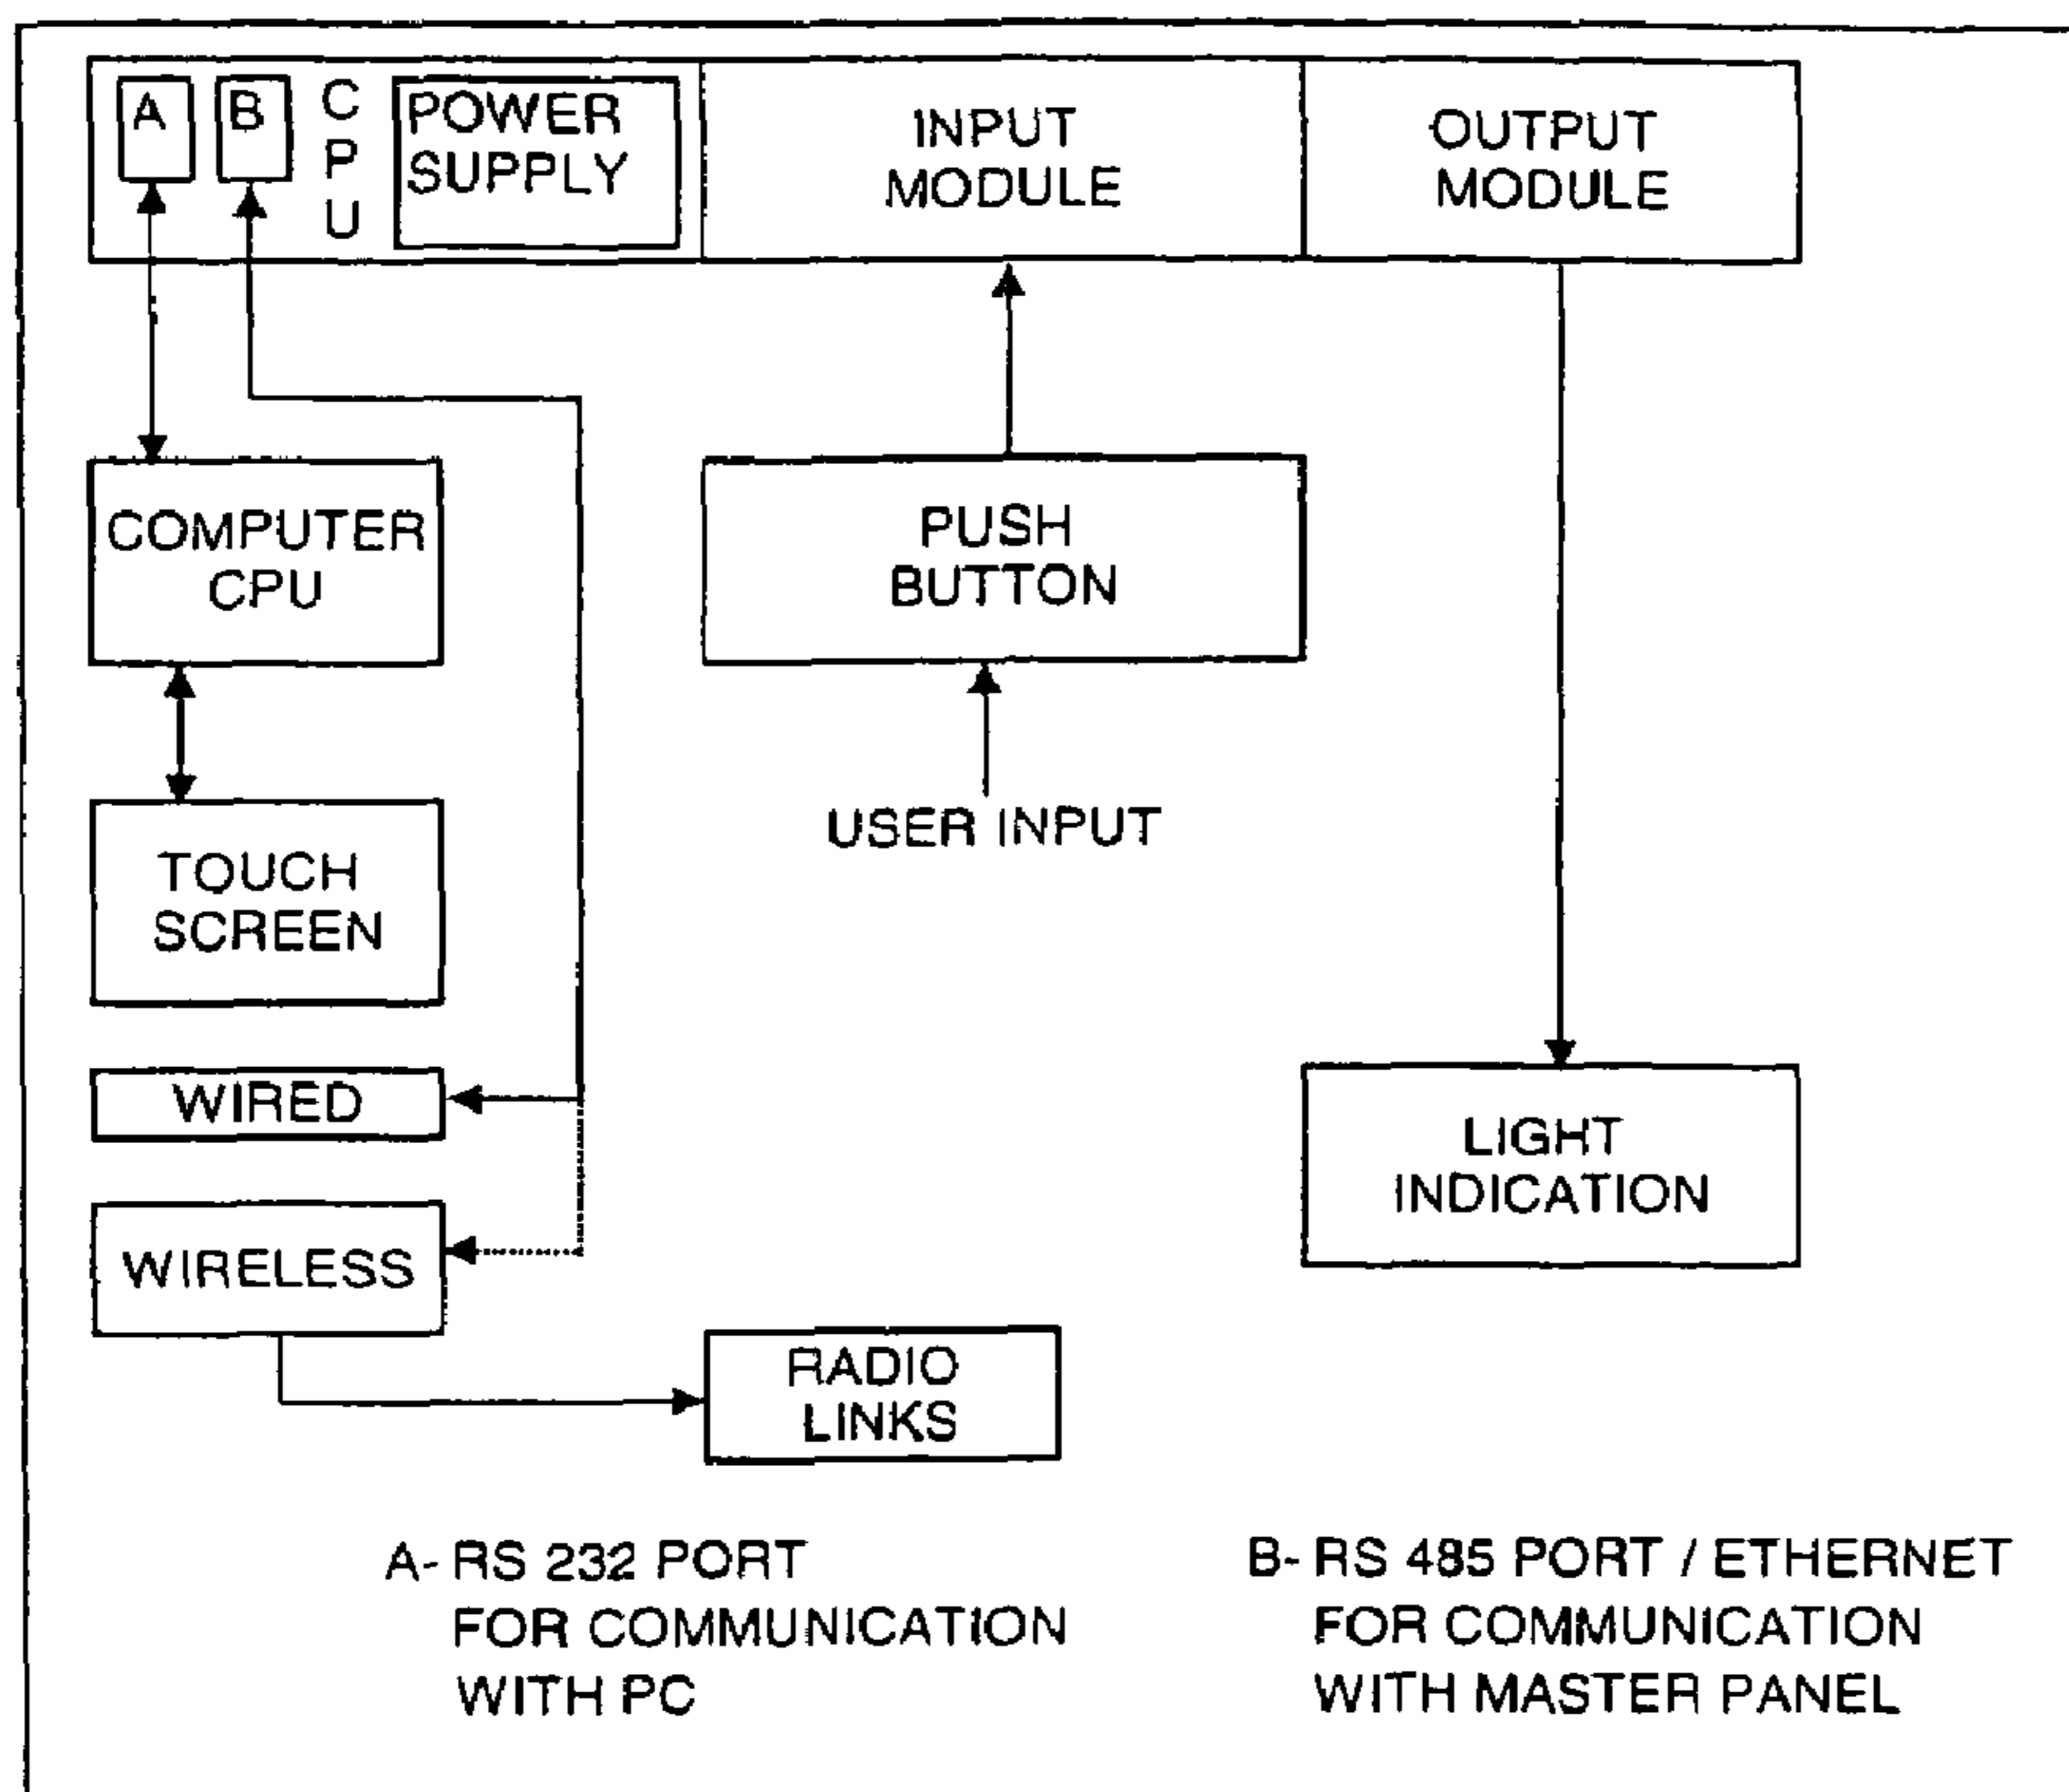 A
B
C
P
U
POWER
SUPPLY
INPUT
MODULE
OUTPUT
MODULE
COMPUTER
CPU
PUSH
BUTTON
USER INPUT
TOUCH
SCREEN
WIRED
LIGHT
INDICATION
WIRELESS
RADIO
LINKS
A- RS 232 PORT
FOR COMMUNICATION
WITH PC
B- RS 485 PORT / ETHERNET
FOR COMMUNICATION
WITH MASTER PANEL